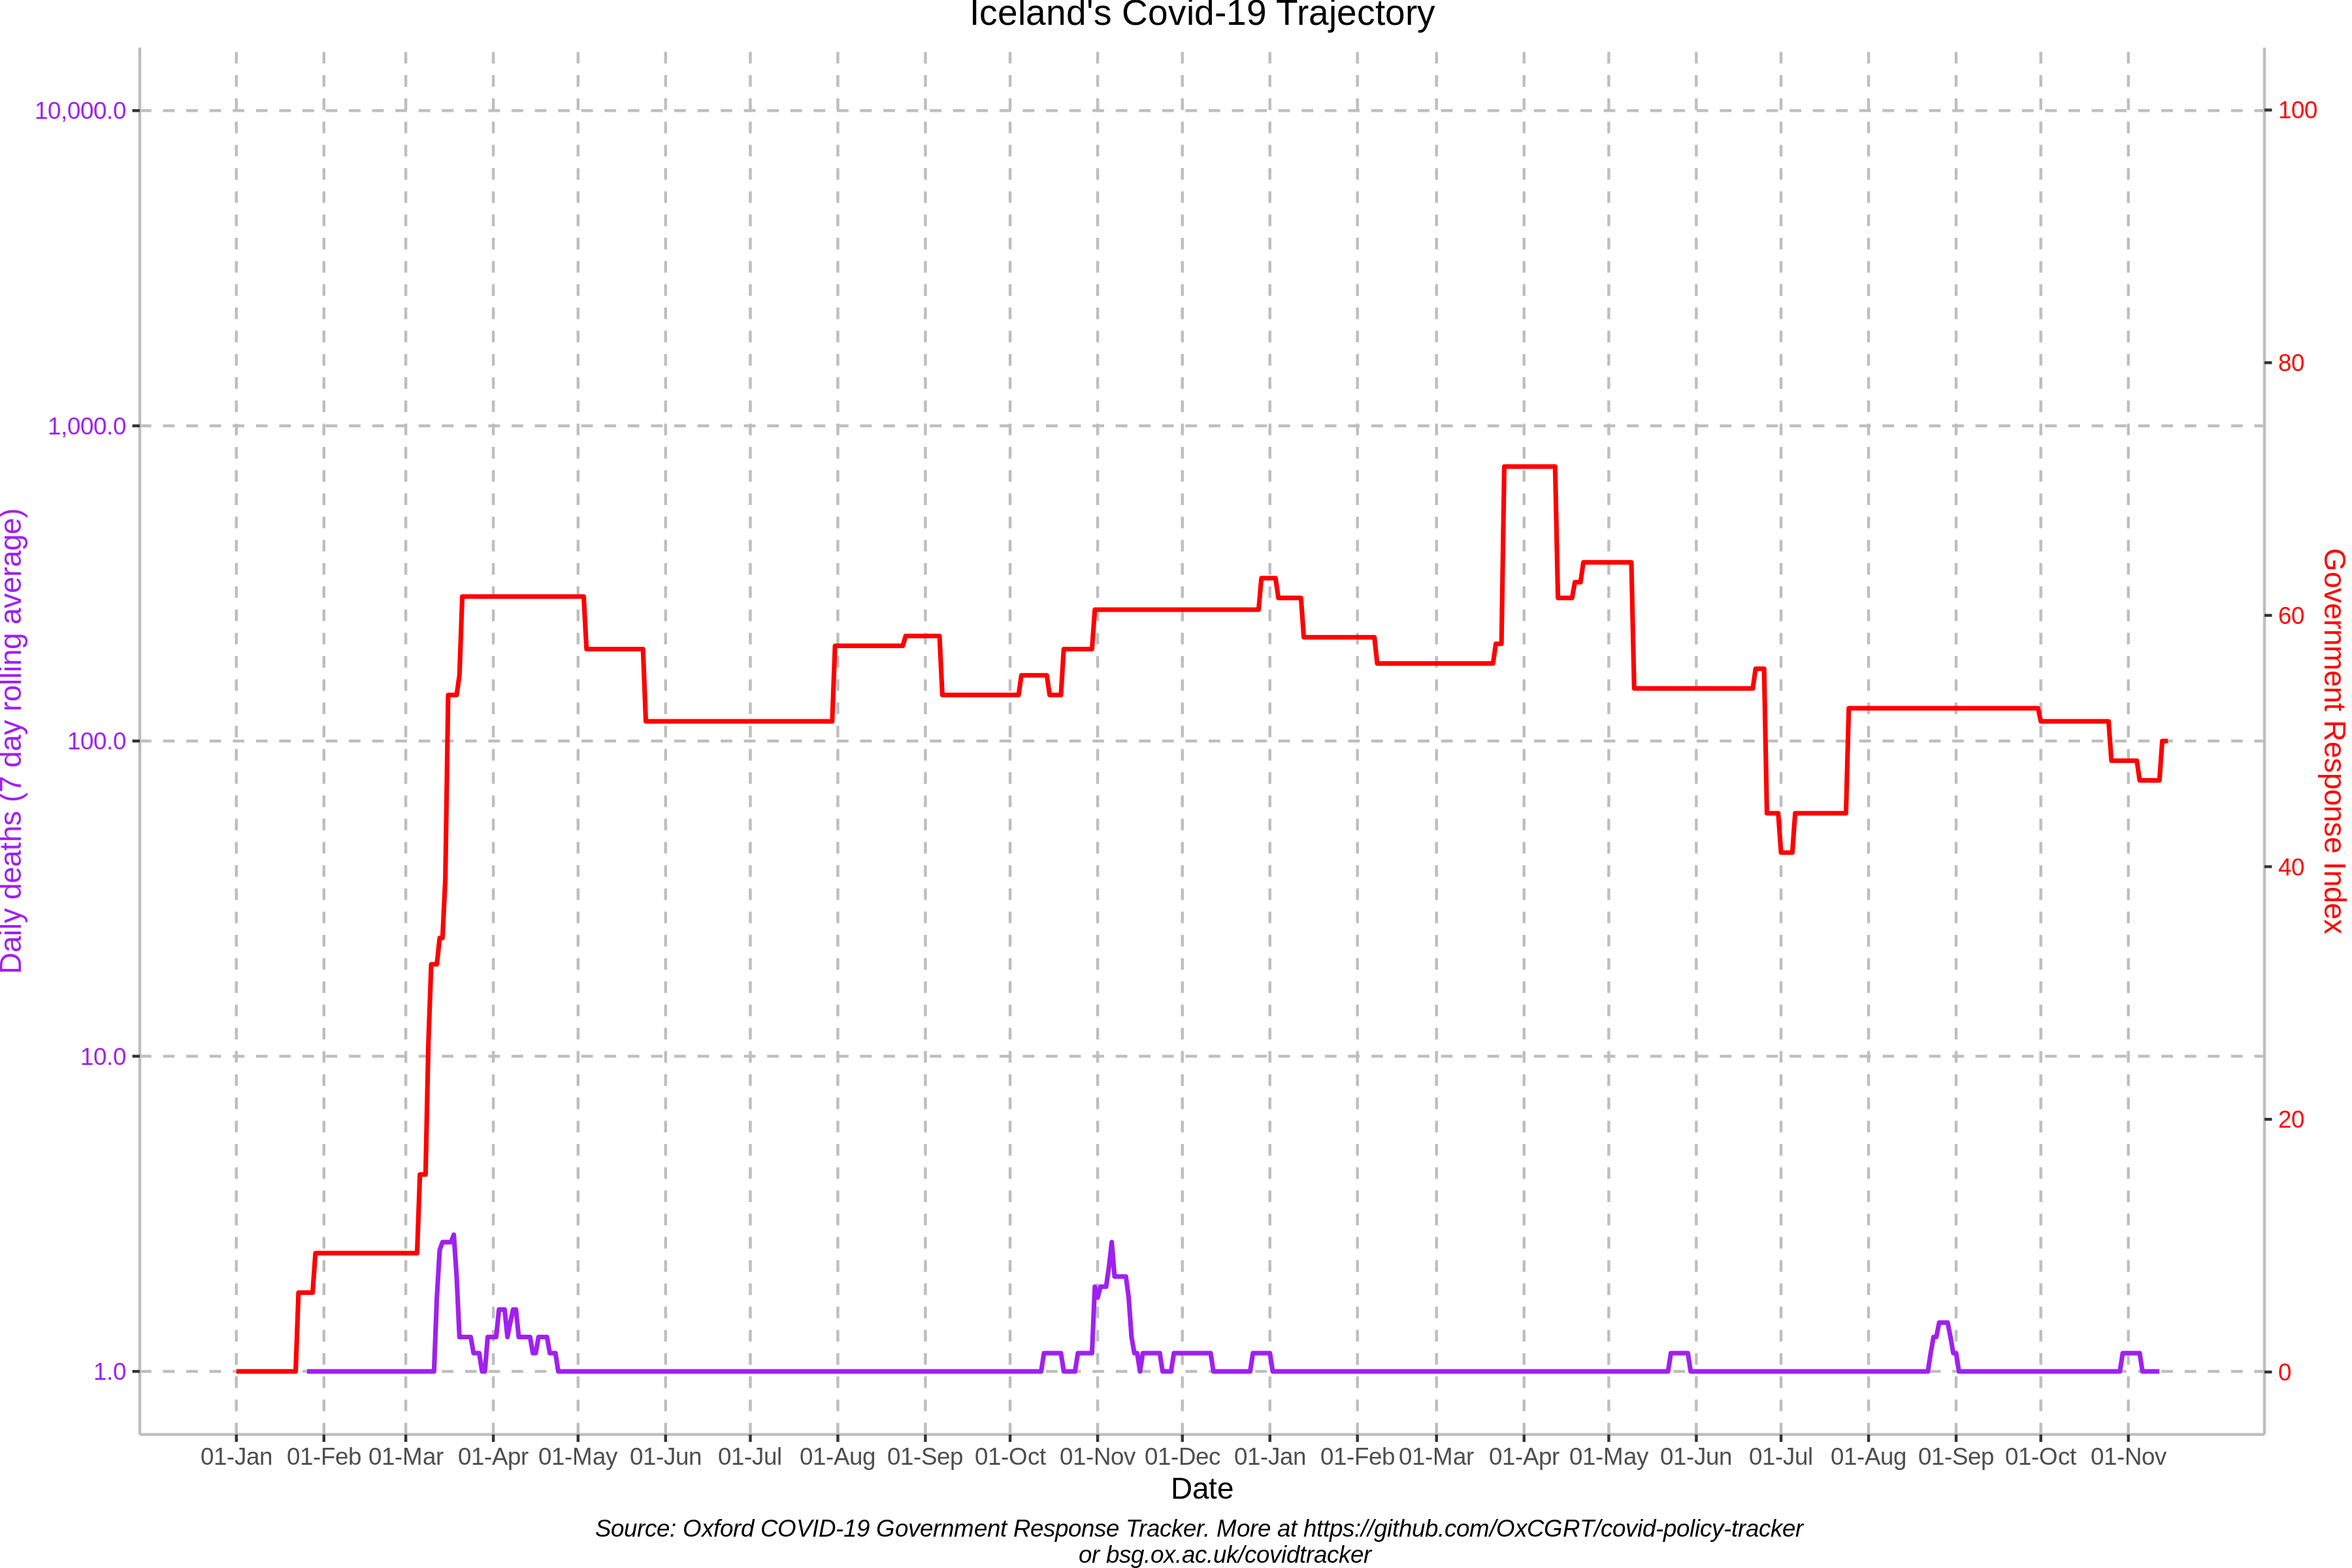 Iceland's Covid-19 Trajectory
10,000.0
1,000.0
100.0
10.0
1.0
Daily deaths (7 day rolling average)
100
80
60
40
20
0
Government Response Index
01-Jan 01-Feb 01-Mar 01-Apr 01-May 01-Jun 01-Jul 01-Aug 01-Sep 01-Oct 01-Nov 01-Dec 01-Jan 01-Feb 01-Mar 01-Apr 01-May 01-Jun 01-Jul 01-Aug 01-Sep 01-Oct 01-Nov
Date
Source: Oxford COVID-19 Government Response Tracker. More at https://github.com/OxCGRT/covid-policy-tracker
or bsg.ox.ac.uk/covidtracker